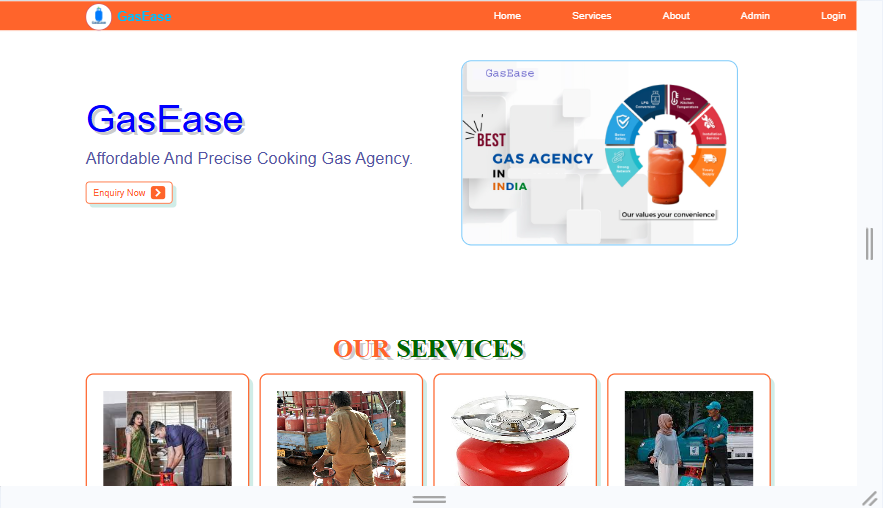 GasEase
Home Services About Admin Login
GasEase
Affordable And Precise Cooking Gas Agency.
Enquiry Now
GasEase
BEST
GAS AGENCY
IN
INDIA
Our values your convenience
OUR SERVICES